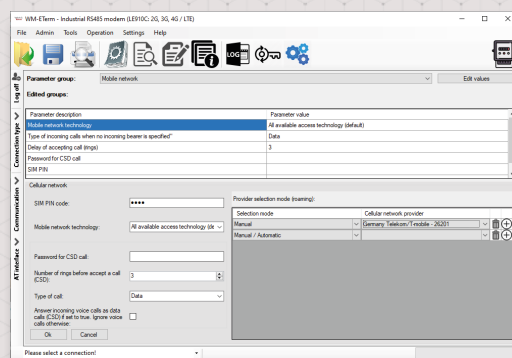 WM-ETerm - Industrial RS485 modem (LE910C: 2G, 3G, 4G / LTE)
File Admin Tools Operation Settings Help
LOG
Log off
Parameter group: Mobile network Edit values
Edited groups:
Connection type
Parameter description Parameter value
Mobile network technology All available access technology (default)
Type of incoming calls when no incoming bearer is specified" Data
Delay of accepting call (rings) 3
Password for CSD call
SIM PIN
Communication
Cellular network
SIM PIN code: ●●●●
Mobile network technology: All available access technology (de
Password for CSD call:
Number of rings before accept a call (CSD): 3
Type of call: Data
Answer incoming voice calls as data
calls (CSD) if set to true. Ignore voice
calls otherwise:
Ok Cancel
Provider selection mode (roaming):
Selection mode Cellular network provider
Manual Germany Telekom/T-mobile - 26201
Manual / Automatic
AT interface
Please select a connection!